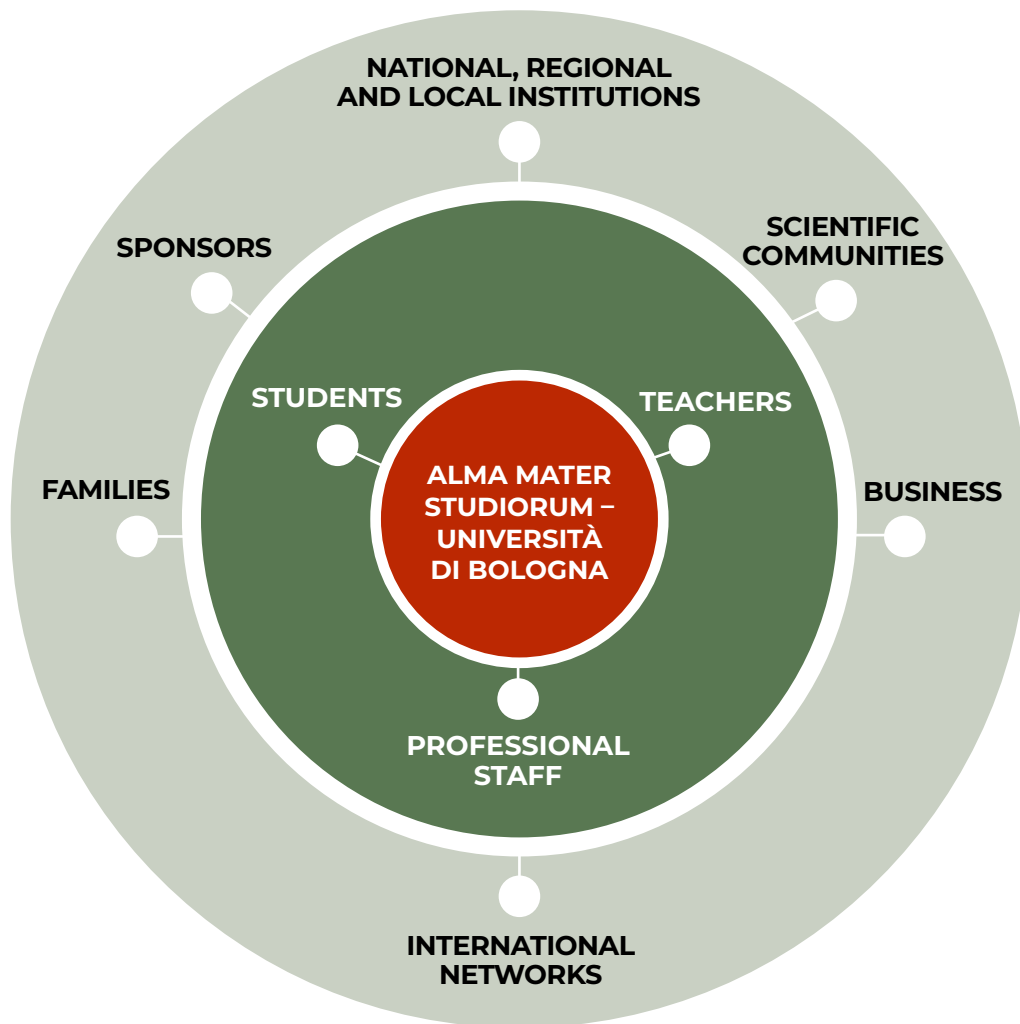 NATIONAL, REGIONAL
AND LOCAL INSTITUTIONS
SCIENTIFIC
COMMUNITIES
SPONSORS
STUDENTS
TEACHERS
ALMA MATER
STUDIORUM –
UNIVERSITÀ
DI BOLOGNA
FAMILIES
BUSINESS
PROFESSIONAL
STAFF
INTERNATIONAL
NETWORKS